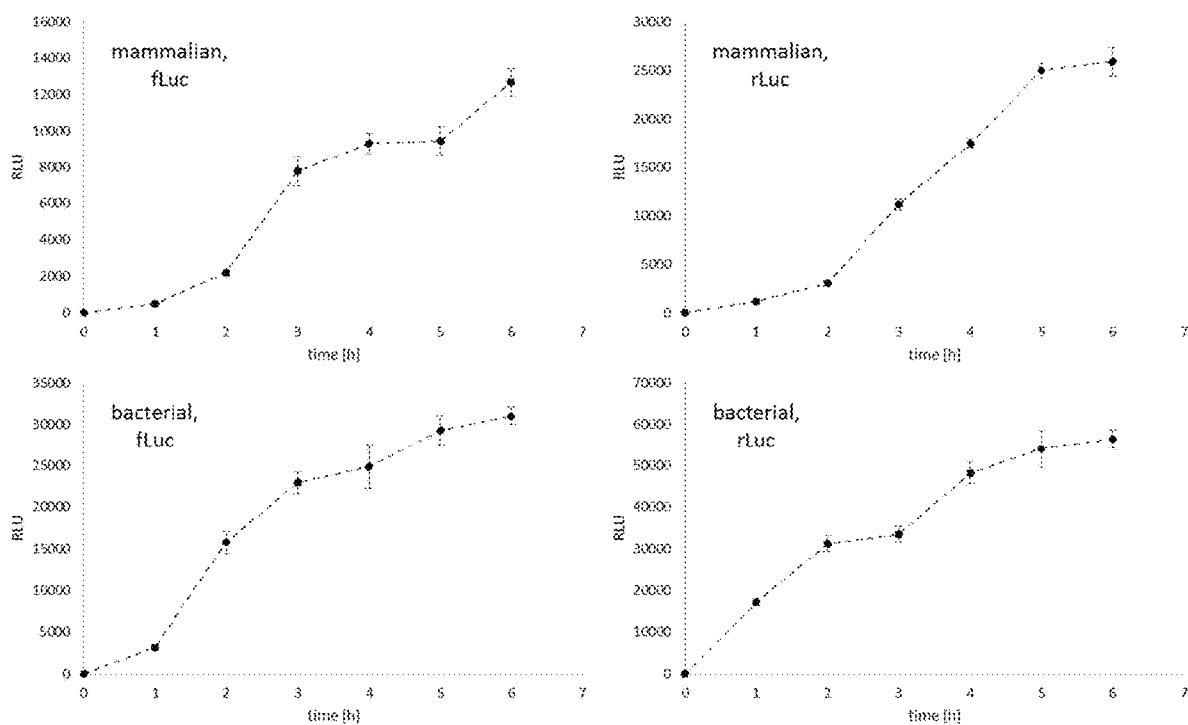 mammalian,
fLuc
RLU
16000
14000
12000
10000
8000
6000
4000
2000
0
0 1 2 3 4 5 6 7
time [h]
mammalian,
rLuc
RLU
30000
25000
20000
15000
10000
5000
0
0 1 2 3 4 5 6 7
time [h]
bacterial,
fLuc
RLU
35000
30000
25000
20000
15000
10000
5000
0
0 1 2 3 4 5 6 7
time [h]
bacterial,
rLuc
RLU
70000
60000
50000
40000
30000
20000
10000
0
0 1 2 3 4 5 6 7
time [h]